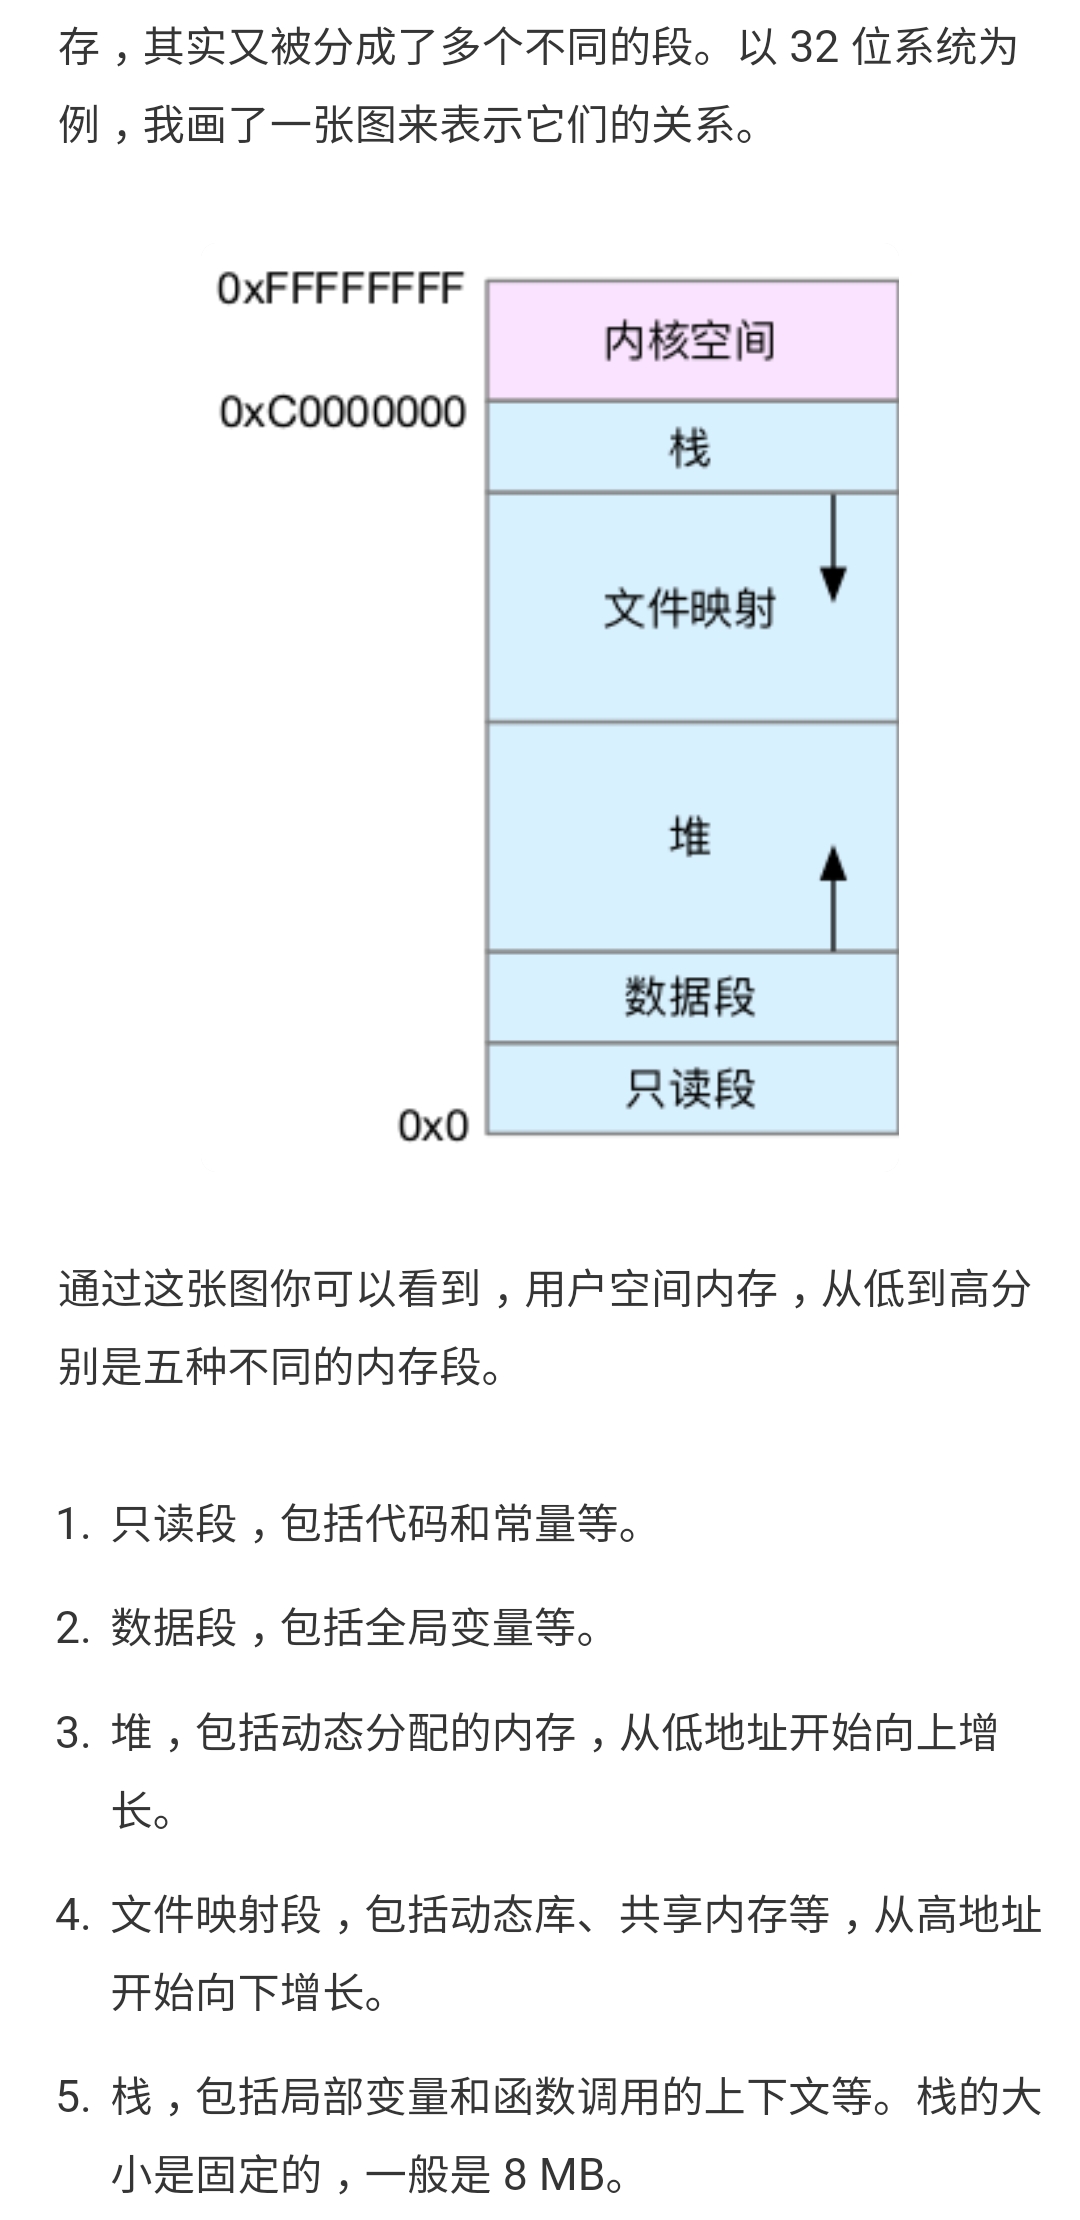 存，其实又被分成了多个不同的段。以 32 位系统为
例，我画了一张图来表示它们的关系。
0xFFFFFFFF
内核空间
0xC0000000
栈
文件映射
堆
数据段
只读段
0x0
通过这张图你可以看到，用户空间内存，从低到高分
别是五种不同的内存段。
1. 只读段，包括代码和常量等。
2. 数据段，包括全局变量等。
3. 堆，包括动态分配的内存，从低地址开始向上增
长。
4. 文件映射段，包括动态库、共享内存等，从高地址
开始向下增长。
5. 栈，包括局部变量和函数调用的上下文等。栈的大
小是固定的，一般是 8 MB。